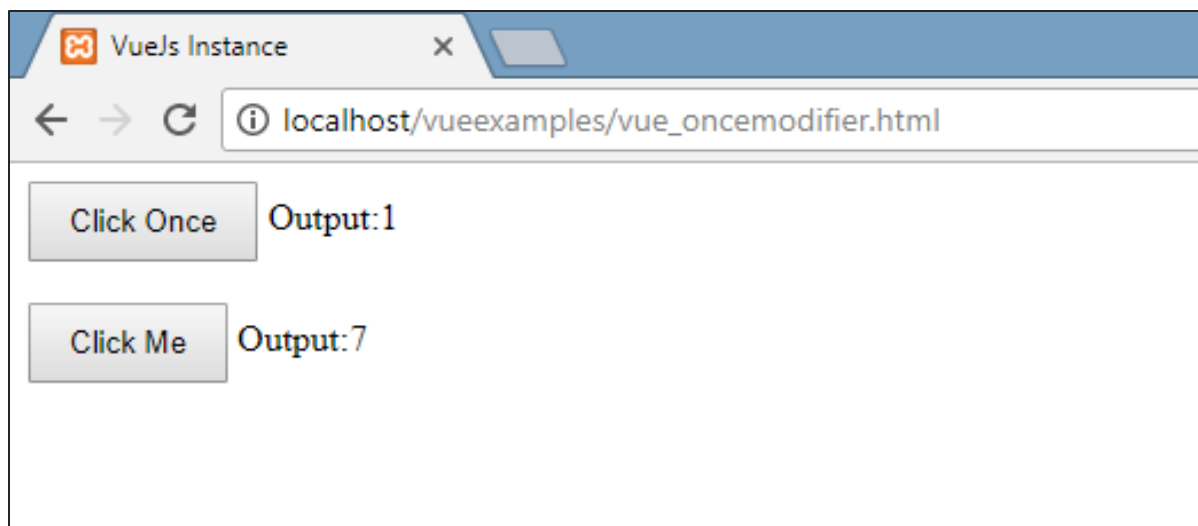 VueJs Instance
localhost/vueexamples/vue_oncemodifier.html
Click Once Output:1
Click Me Output:7